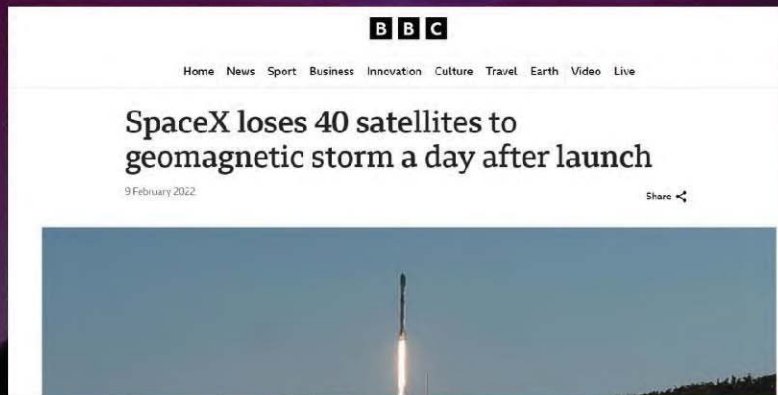 BBC
Home News Sport Business Innovation Culture Travel Earth Video Live
SpaceX loses 40 satellites to
geomagnetic storm a day after launch
9 February 2022
Share